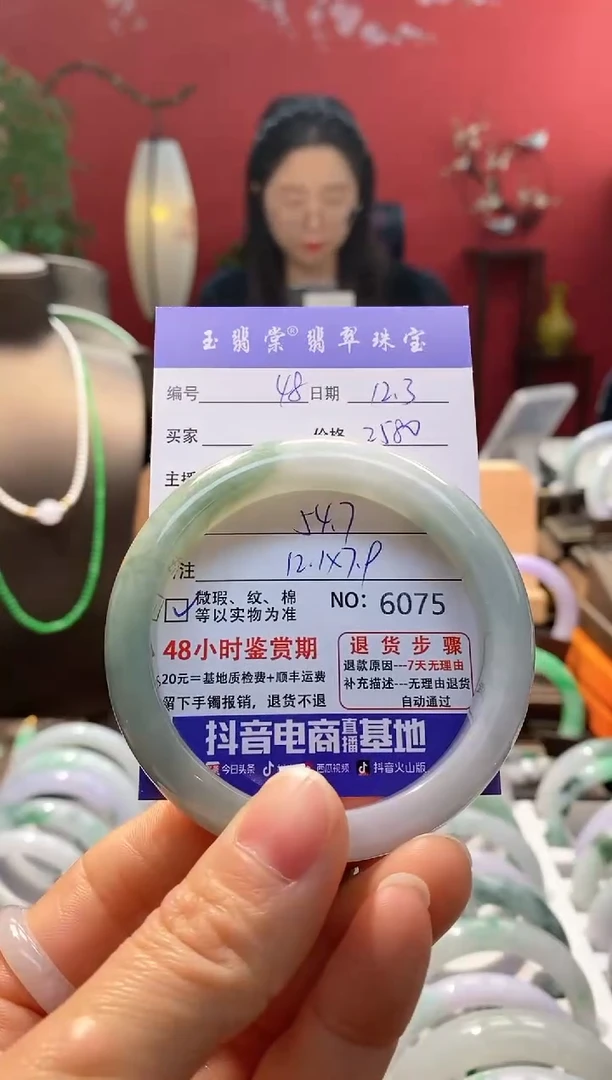 玉翡棠®翡翠珠宝
编号 48 日期 12.3
买家 价格 2580
主播
54.7
注 12.1×7.9
微瑕、纹、棉
等以实物为准
NO: 6075
48小时鉴赏期
20元=基地质检费+顺丰运费
留下手镯报销，退货不退
退货步骤
退款原因---7天无理由
补充描述---无理由退货
自动通过
抖音电商直播基地
今日头条 西瓜视频 抖音火山版